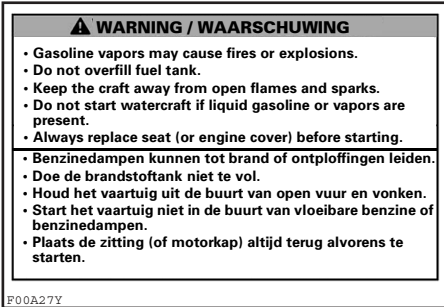 ⚠ WARNING / WAARSCHUWING
• Gasoline vapors may cause fires or explosions.
• Do not overfill fuel tank.
• Keep the craft away from open flames and sparks.
• Do not start watercraft if liquid gasoline or vapors are
present.
• Always replace seat (or engine cover) before starting.
• Benzinedampen kunnen tot brand of ontploffingen leiden.
• Doe de brandstoftank niet te vol.
• Houd het vaartuig uit de buurt van open vuur en vonken.
• Start het vaartuig niet in de buurt van vloeibare benzine of
benzinedampen.
• Plaats de zitting (of motorkap) altijd terug alvorens te
starten.
F00A27Y